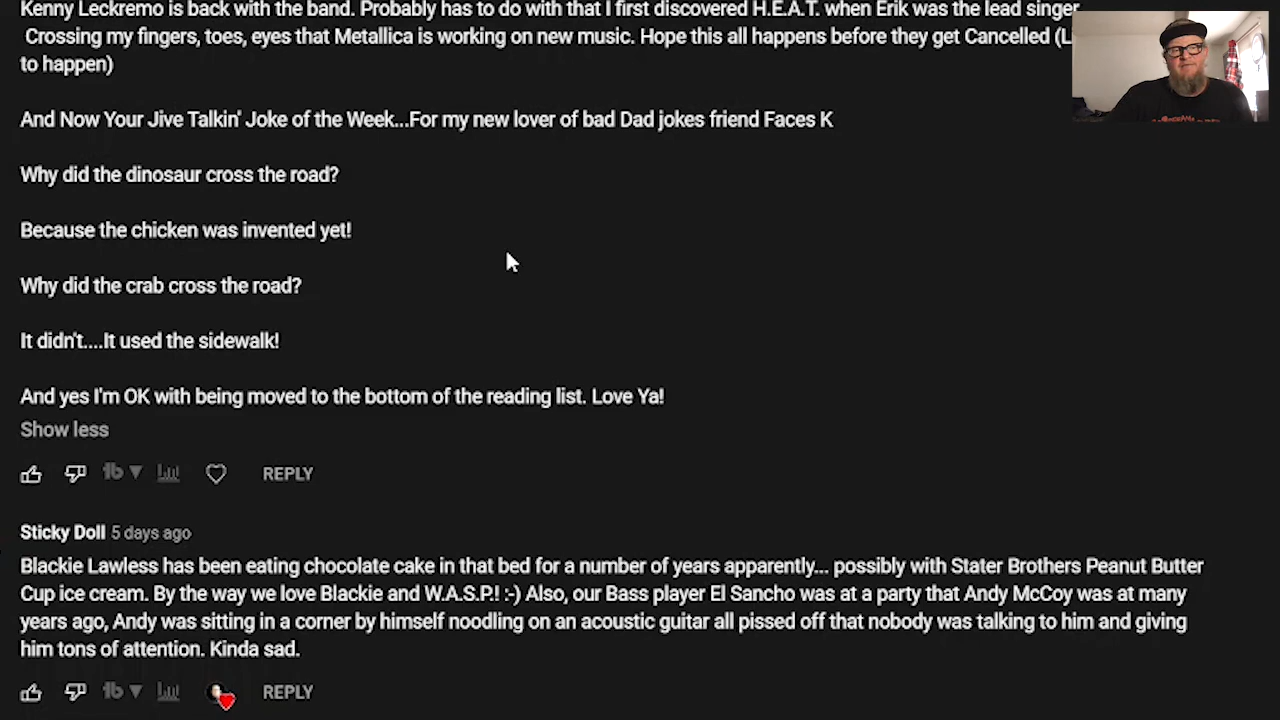 Kenny Leckremo is back with the band. Probably has to do with that I first discovered H.E.A.T. when Erik was the lead singer.
Crossing my fingers, toes, eyes that Metallica is working on new music. Hope this all happens before they get Cancelled (L
to happen)
And Now Your Jive Talkin' Joke of the Week...For my new lover of bad Dad jokes friend Faces K
Why did the dinosaur cross the road?
Because the chicken was invented yet!
Why did the crab cross the road?
It didn't....It used the sidewalk!
And yes I'm OK with being moved to the bottom of the reading list. Love Ya!
Show less
REPLY
Sticky Doll 5 days ago
Blackie Lawless has been eating chocolate cake in that bed for a number of years apparently... possibly with Stater Brothers Peanut Butter
Cup ice cream. By the way we love Blackie and W.A.S.P.! :-) Also, our Bass player El Sancho was at a party that Andy McCoy was at many
years ago, Andy was sitting in a corner by himself noodling on an acoustic guitar all pissed off that nobody was talking to him and giving
him tons of attention. Kinda sad.
REPLY